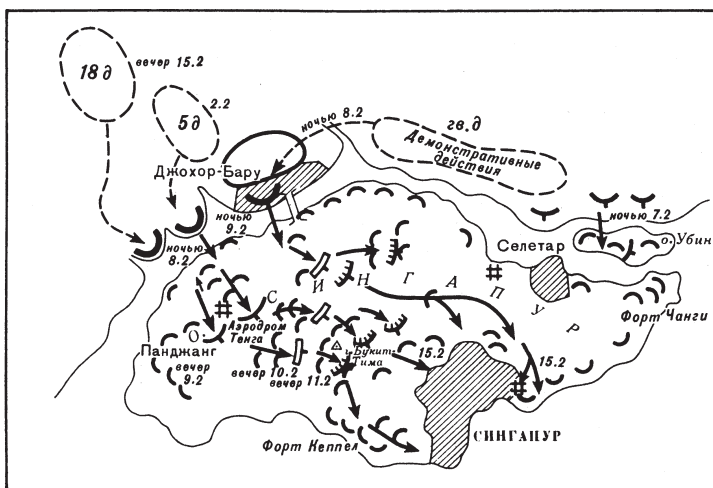 18 д
вечер 15.2
5 д
2.2
ночью 8.2
гв. д
Демонстративные
действия
Джохор-Бару
ночью
9.2
ночью
8.2
ночью 7.2
о. Убин
Селетар
Форт Чанги
О. СИНГАПУР
Аэродром
Тенга
Панджанг
вечер
9.2
вечер 10.2
вечер 11.2
Букит-
Тима
15.2
15.2
Форт Кеппел
СИНГАПУР